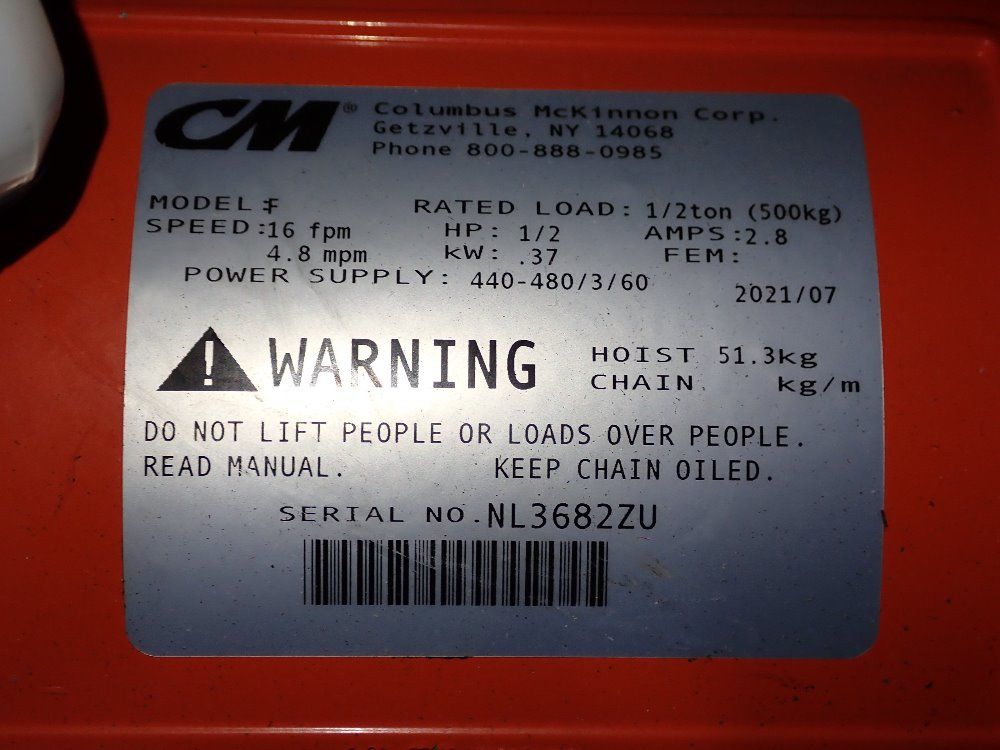 CM® Columbus McKinnon Corp.
Getzville, NY 14068
Phone 800-888-0985
MODEL: F RATED LOAD: 1/2ton (500kg)
SPEED: 16 fpm HP: 1/2 AMPS: 2.8
4.8 mpm kW: .37 FEM:
POWER SUPPLY: 440-480/3/60
2021/07
! WARNING HOIST 51.3kg
CHAIN kg/m
DO NOT LIFT PEOPLE OR LOADS OVER PEOPLE.
READ MANUAL. KEEP CHAIN OILED.
SERIAL NO. NL3682ZU